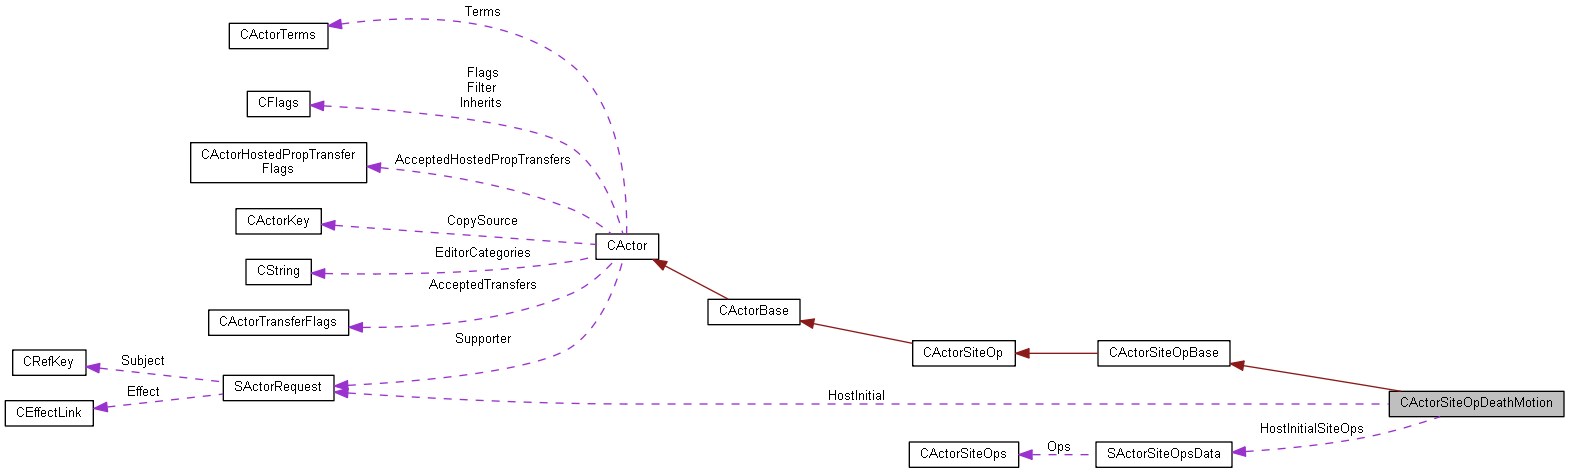 Terms
CActorTerms
Flags
Filter
Inherits
CFlags
CActorHostedPropTransfer
Flags
AcceptedHostedPropTransfers
CActorKey
CopySource
CActor
EditorCategories
CString
AcceptedTransfers
CActorBase
CActorTransferFlags
Supporter
CActorSiteOp
CActorSiteOpBase
CRefKey
Subject
SActorRequest
Effect
HostInitial
CActorSiteOpDeathMotion
CEffectLink
HostInitialSiteOps
CActorSiteOps
Ops
SActorSiteOpsData